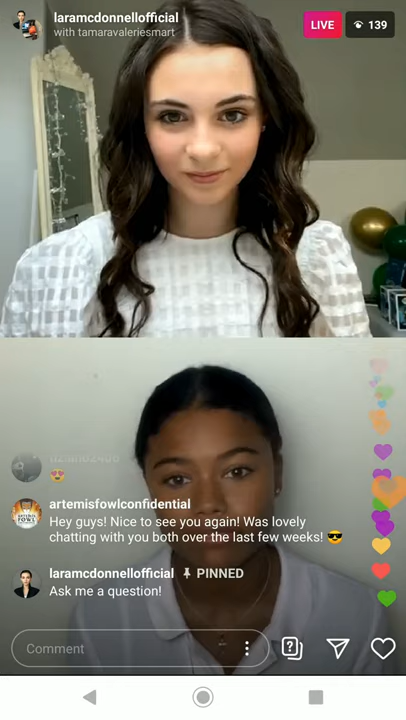 laramcdonnellofficial
with tamaravaleriesmart
LIVE
139
artemisfowlconfidential
Hey guys! Nice to see you again! Was lovely
chatting with you both over the last few weeks! 😎
laramcdonnellofficial PINNED
Ask me a question!
Comment